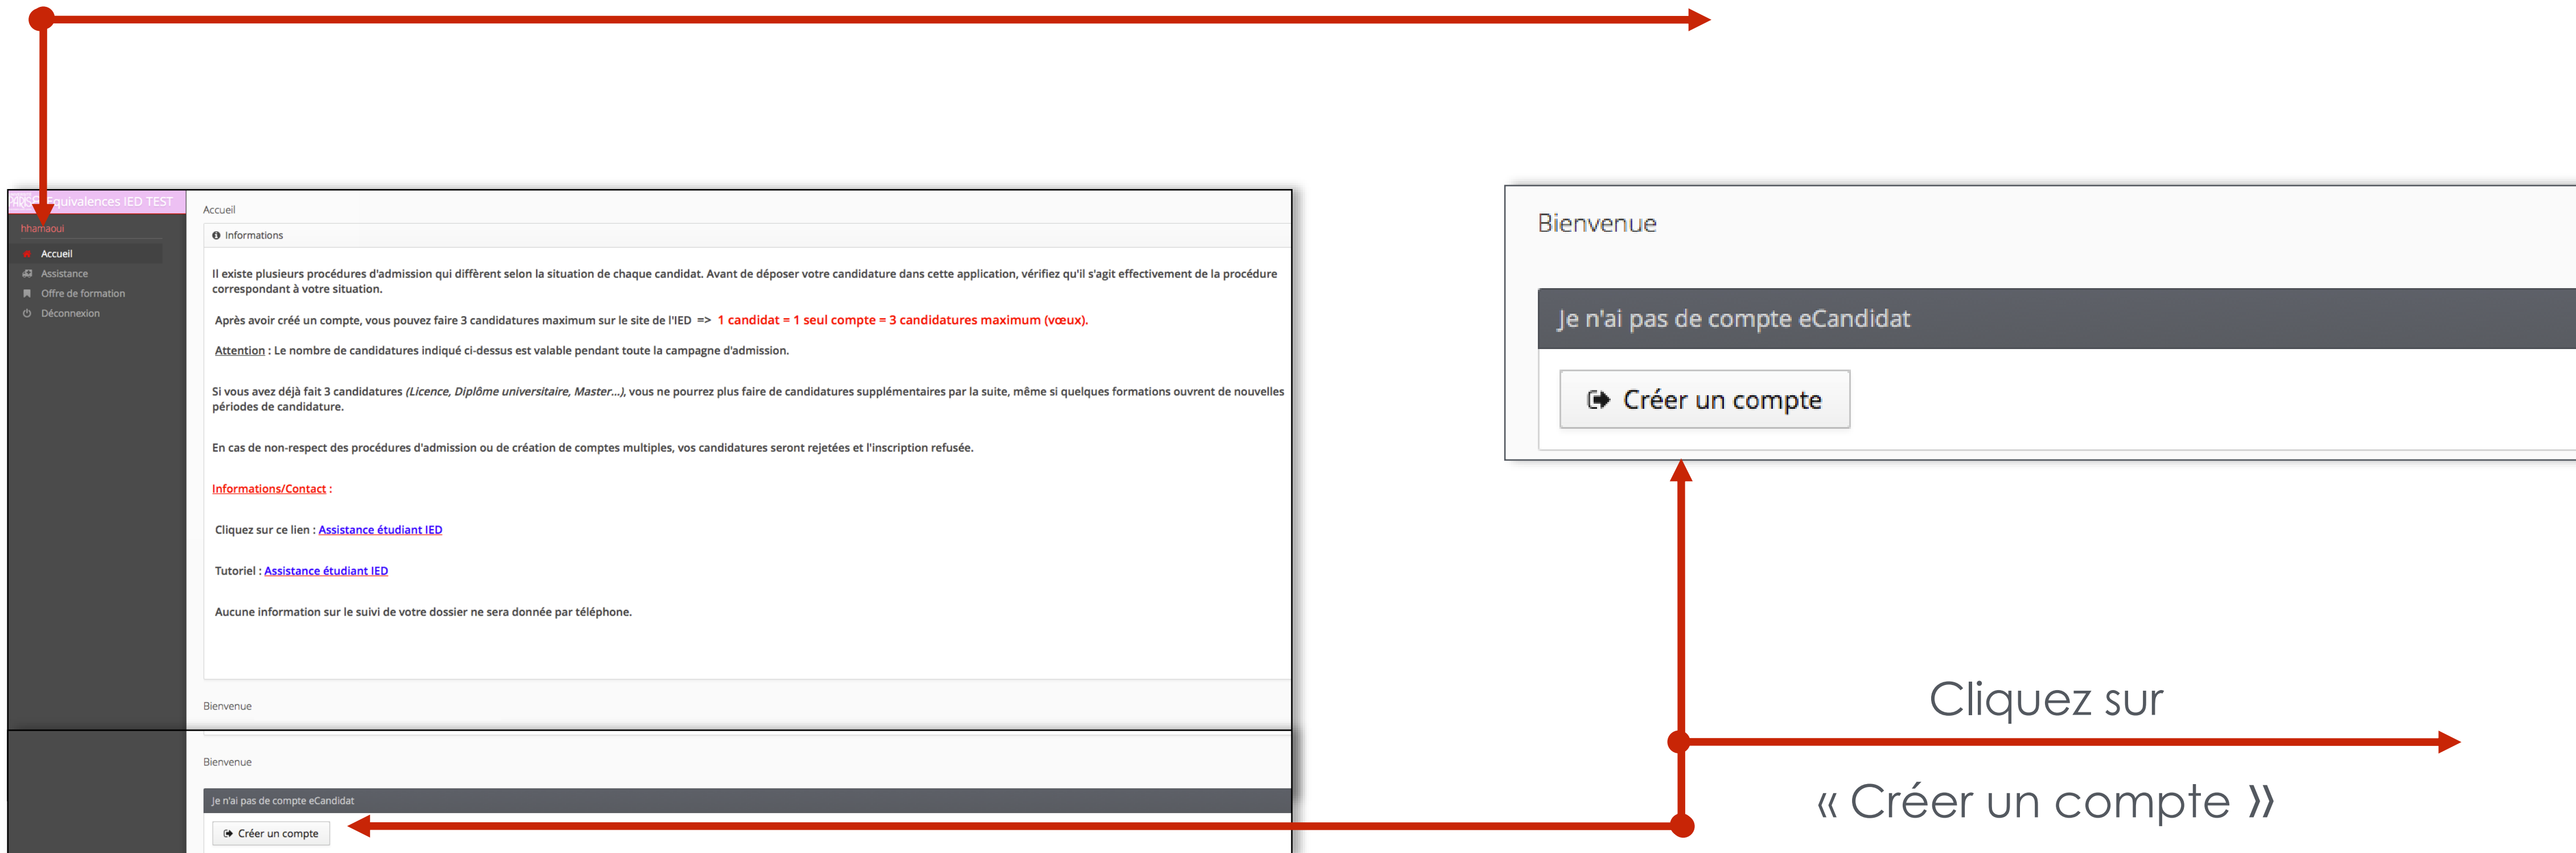 Equivalences IED TEST
hhamaoui
Accueil
Assistance
Offre de formation
Déconnexion
Accueil
Informations
Il existe plusieurs procédures d'admission qui diffèrent selon la situation de chaque candidat. Avant de déposer votre candidature dans cette application, vérifiez qu'il s'agit effectivement de la procédure
correspondant à votre situation.
Après avoir créé un compte, vous pouvez faire 3 candidatures maximum sur le site de l'IED => 1 candidat = 1 seul compte = 3 candidatures maximum (vœux).
Attention : Le nombre de candidatures indiqué ci-dessus est valable pendant toute la campagne d'admission.
Si vous avez déjà fait 3 candidatures (Licence, Diplôme universitaire, Master...), vous ne pourrez plus faire de candidatures supplémentaires par la suite, même si quelques formations ouvrent de nouvelles
périodes de candidature.
En cas de non-respect des procédures d'admission ou de création de comptes multiples, vos candidatures seront rejetées et l'inscription refusée.
Informations/Contact :
Cliquez sur ce lien : Assistance étudiant IED
Tutoriel : Assistance étudiant IED
Aucune information sur le suivi de votre dossier ne sera donnée par téléphone.
Bienvenue
Bienvenue
Je n'ai pas de compte eCandidat
Créer un compte
Bienvenue
Je n'ai pas de compte eCandidat
Créer un compte
Cliquez sur
« Créer un compte »